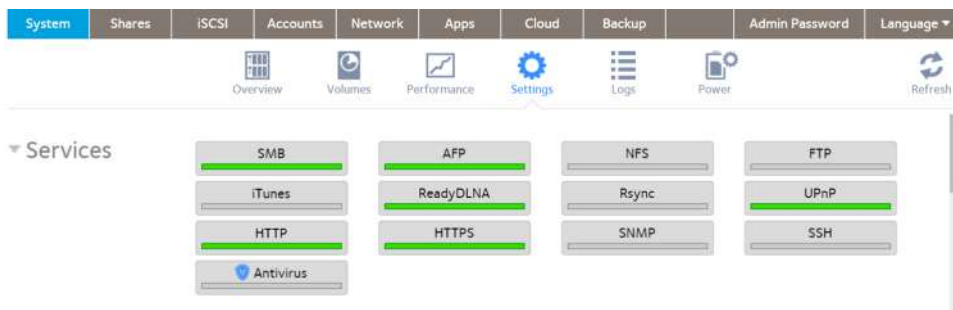 System Shares iSCSI Accounts Network Apps Cloud Backup Admin Password Language
Overview Volumes Performance Settings Logs Power Refresh
Services
SMB AFP NFS FTP
iTunes ReadyDLNA Rsync UPnP
HTTP HTTPS SNMP SSH
Antivirus